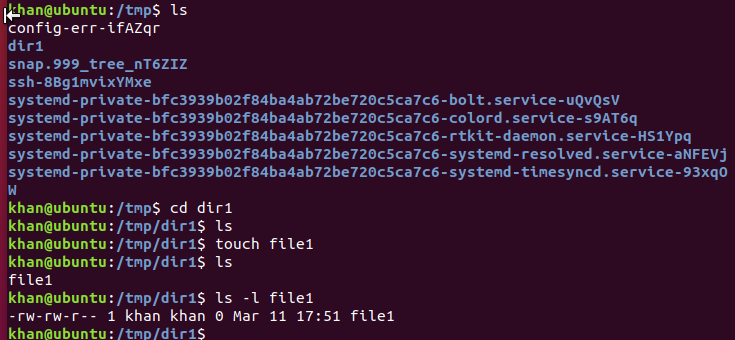 khan@ubuntu:/tmp$ ls
config-err-ifAZqr
dir1
snap.999_tree_nT6ZIZ
ssh-8Bg1mvixYMxe
systemd-private-bfc3939b02f84ba4ab72be720c5ca7c6-bolt.service-uQvQsV
systemd-private-bfc3939b02f84ba4ab72be720c5ca7c6-colord.service-s9AT6q
systemd-private-bfc3939b02f84ba4ab72be720c5ca7c6-rtkit-daemon.service-HS1Ypq
systemd-private-bfc3939b02f84ba4ab72be720c5ca7c6-systemd-resolved.service-aNFEVj
systemd-private-bfc3939b02f84ba4ab72be720c5ca7c6-systemd-timesyncd.service-93xqO
W
khan@ubuntu:/tmp$ cd dir1
khan@ubuntu:/tmp/dir1$ ls
khan@ubuntu:/tmp/dir1$ touch file1
khan@ubuntu:/tmp/dir1$ ls
file1
khan@ubuntu:/tmp/dir1$ ls -l file1
-rw-rw-r-- 1 khan khan 0 Mar 11 17:51 file1
khan@ubuntu:/tmp/dir1$